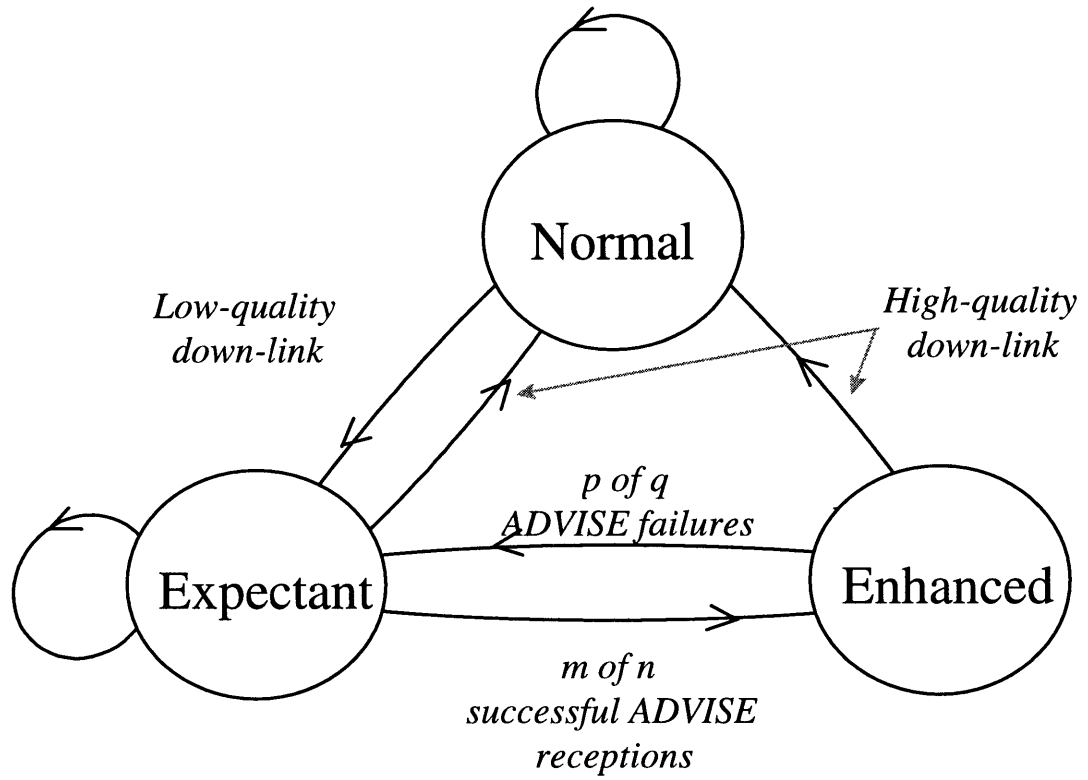 Normal
Low-quality
down-link
High-quality
down-link
p of q
ADVISE failures
Expectant
Enhanced
m of n
successful ADVISE
receptions